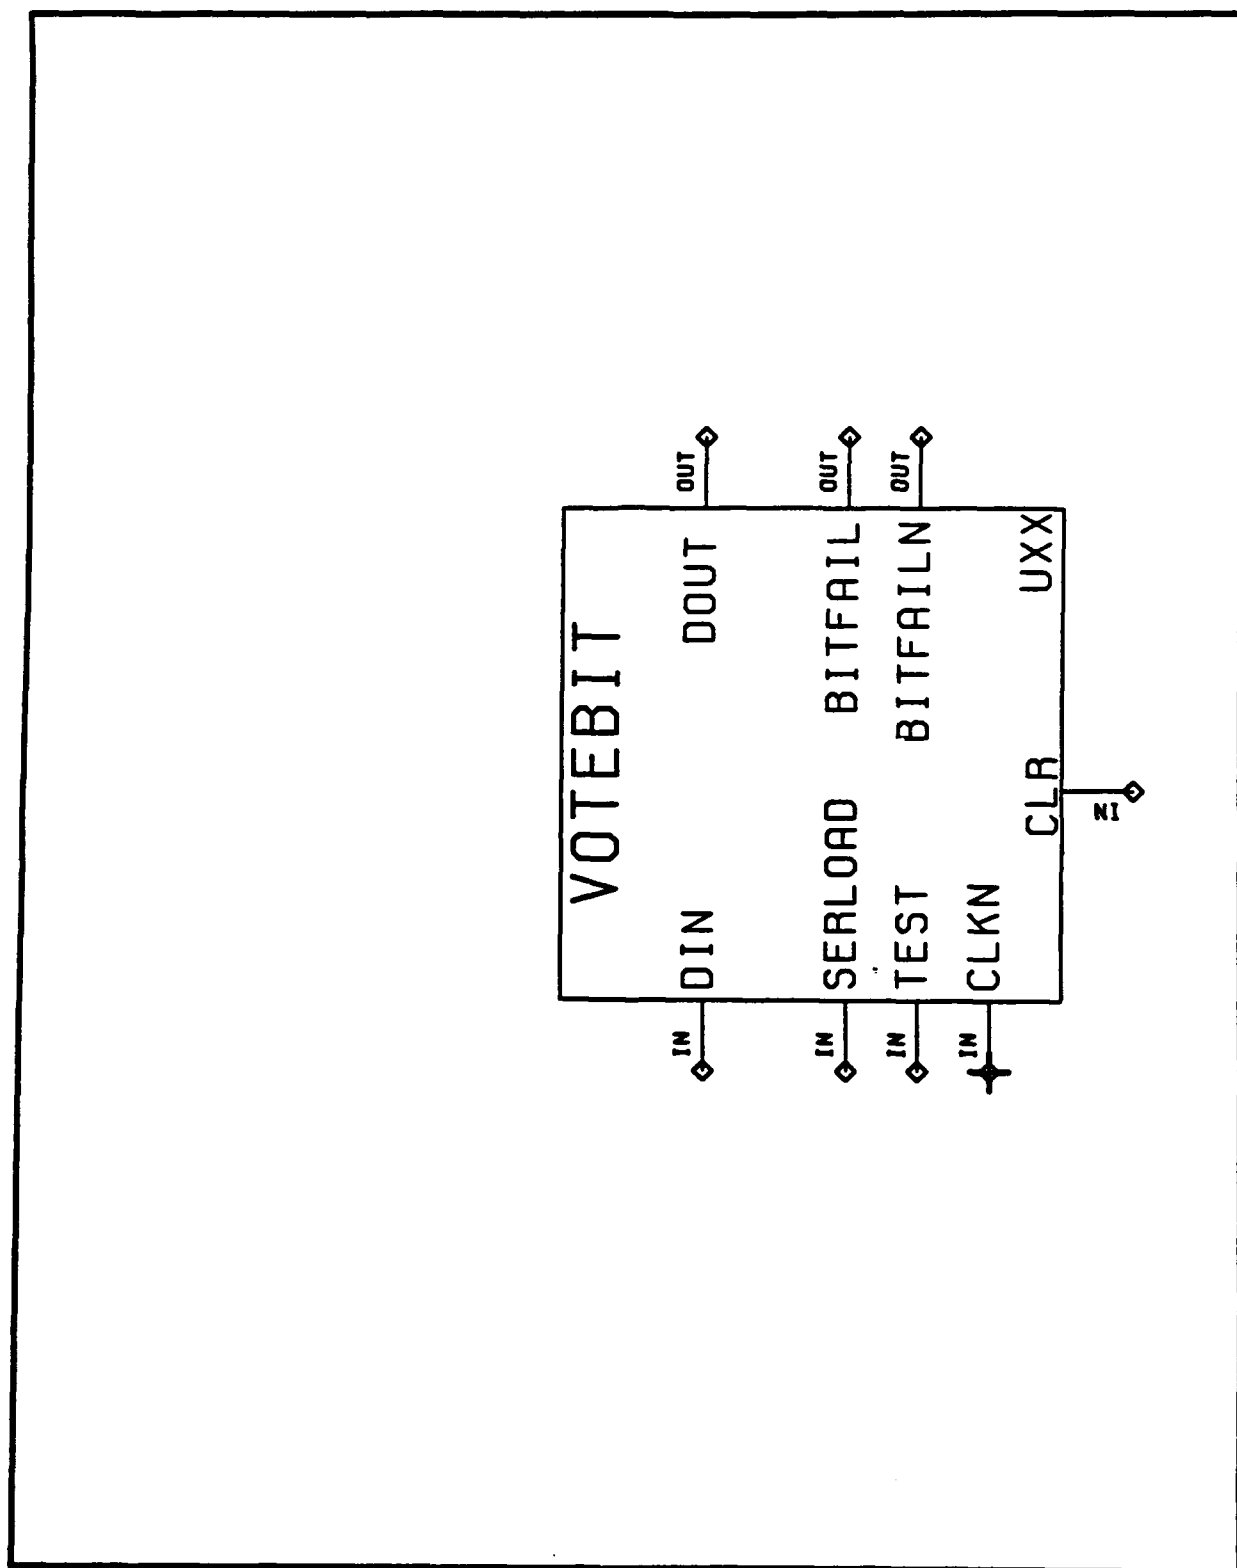 VOTEBIT
IN DIN DOUT OUT
IN SERLOAD BITFAIL OUT
IN TEST BITFAILN OUT
IN CLKN
CLR UXX
IN